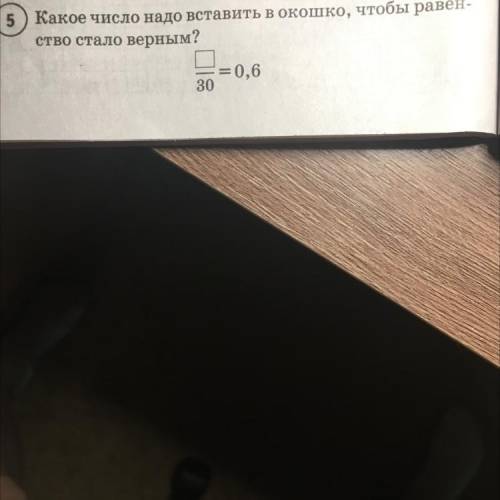 5 Какое число надо вставить в окошко, чтобы равен-
ство стало верным?
□/30 = 0,6